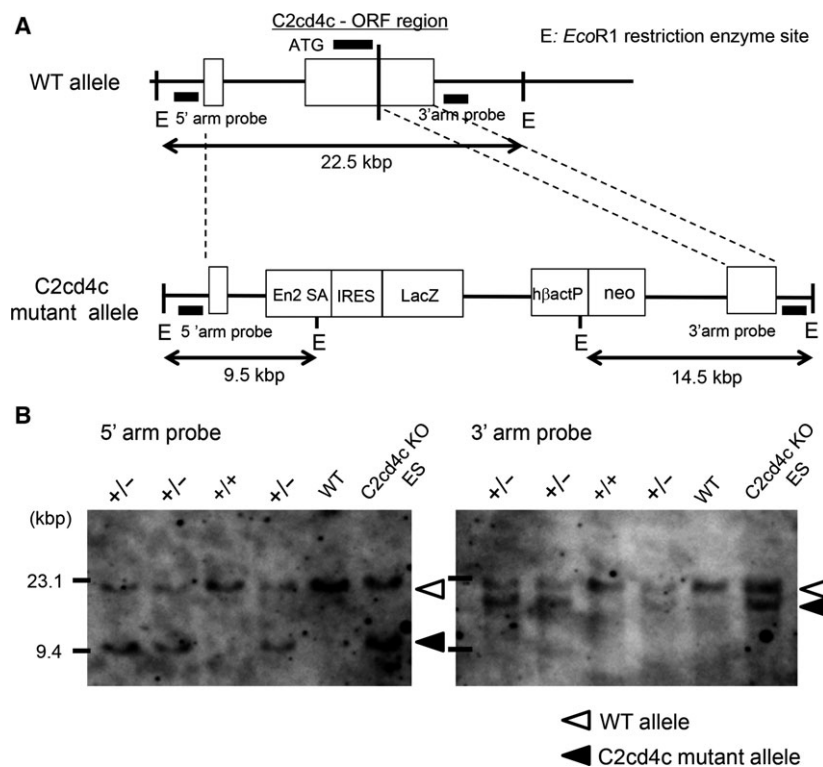 A
C2cd4c - ORF region
ATG
E: EcoR1 restriction enzyme site
WT allele
E
5' arm probe
3'arm probe
E
22.5 kbp
C2cd4c
mutant allele
En2 SA
IRES
LacZ
hβactP
neo
E
5 'arm probe
E
E
3'arm probe
E
9.5 kbp
14.5 kbp
B
5' arm probe
3' arm probe
+/-
+/-
+/+
+/-
WT
C2cd4c KO
ES
+/-
+/-
+/+
+/-
WT
C2cd4c KO
ES
(kbp)
23.1
9.4
WT allele
C2cd4c mutant allele